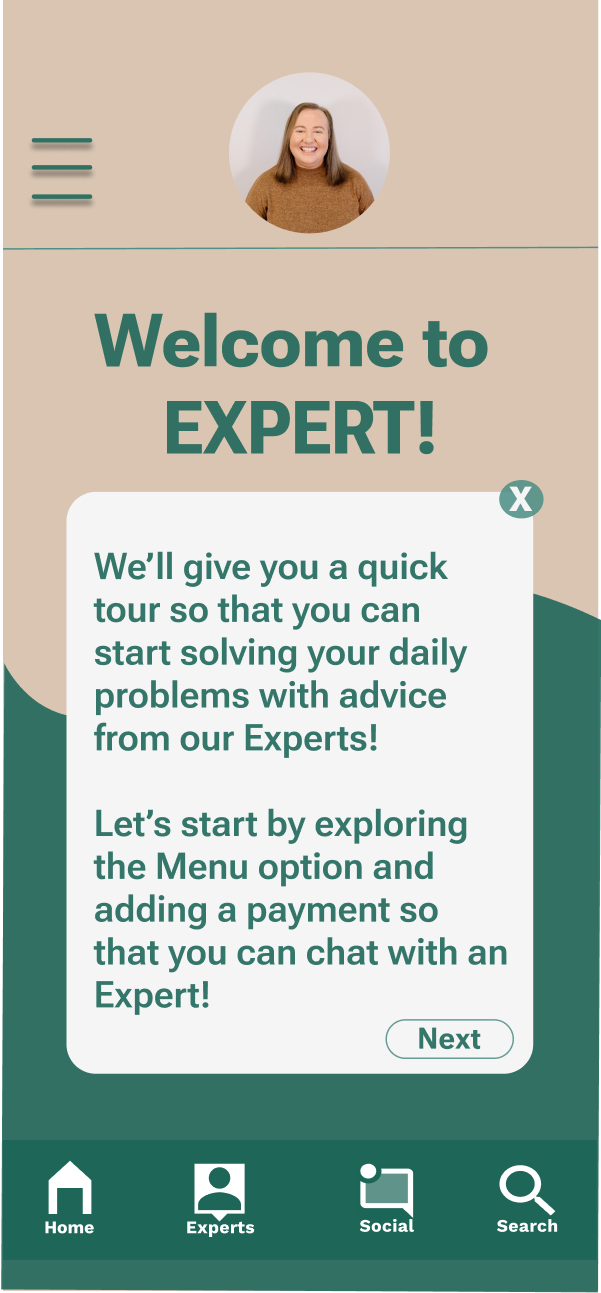 Welcome to
EXPERT!
X
We’ll give you a quick
tour so that you can
start solving your daily
problems with advice
from our Experts!
Let’s start by exploring
the Menu option and
adding a payment so
that you can chat with an
Expert!
Next
Home
Experts
Social
Search